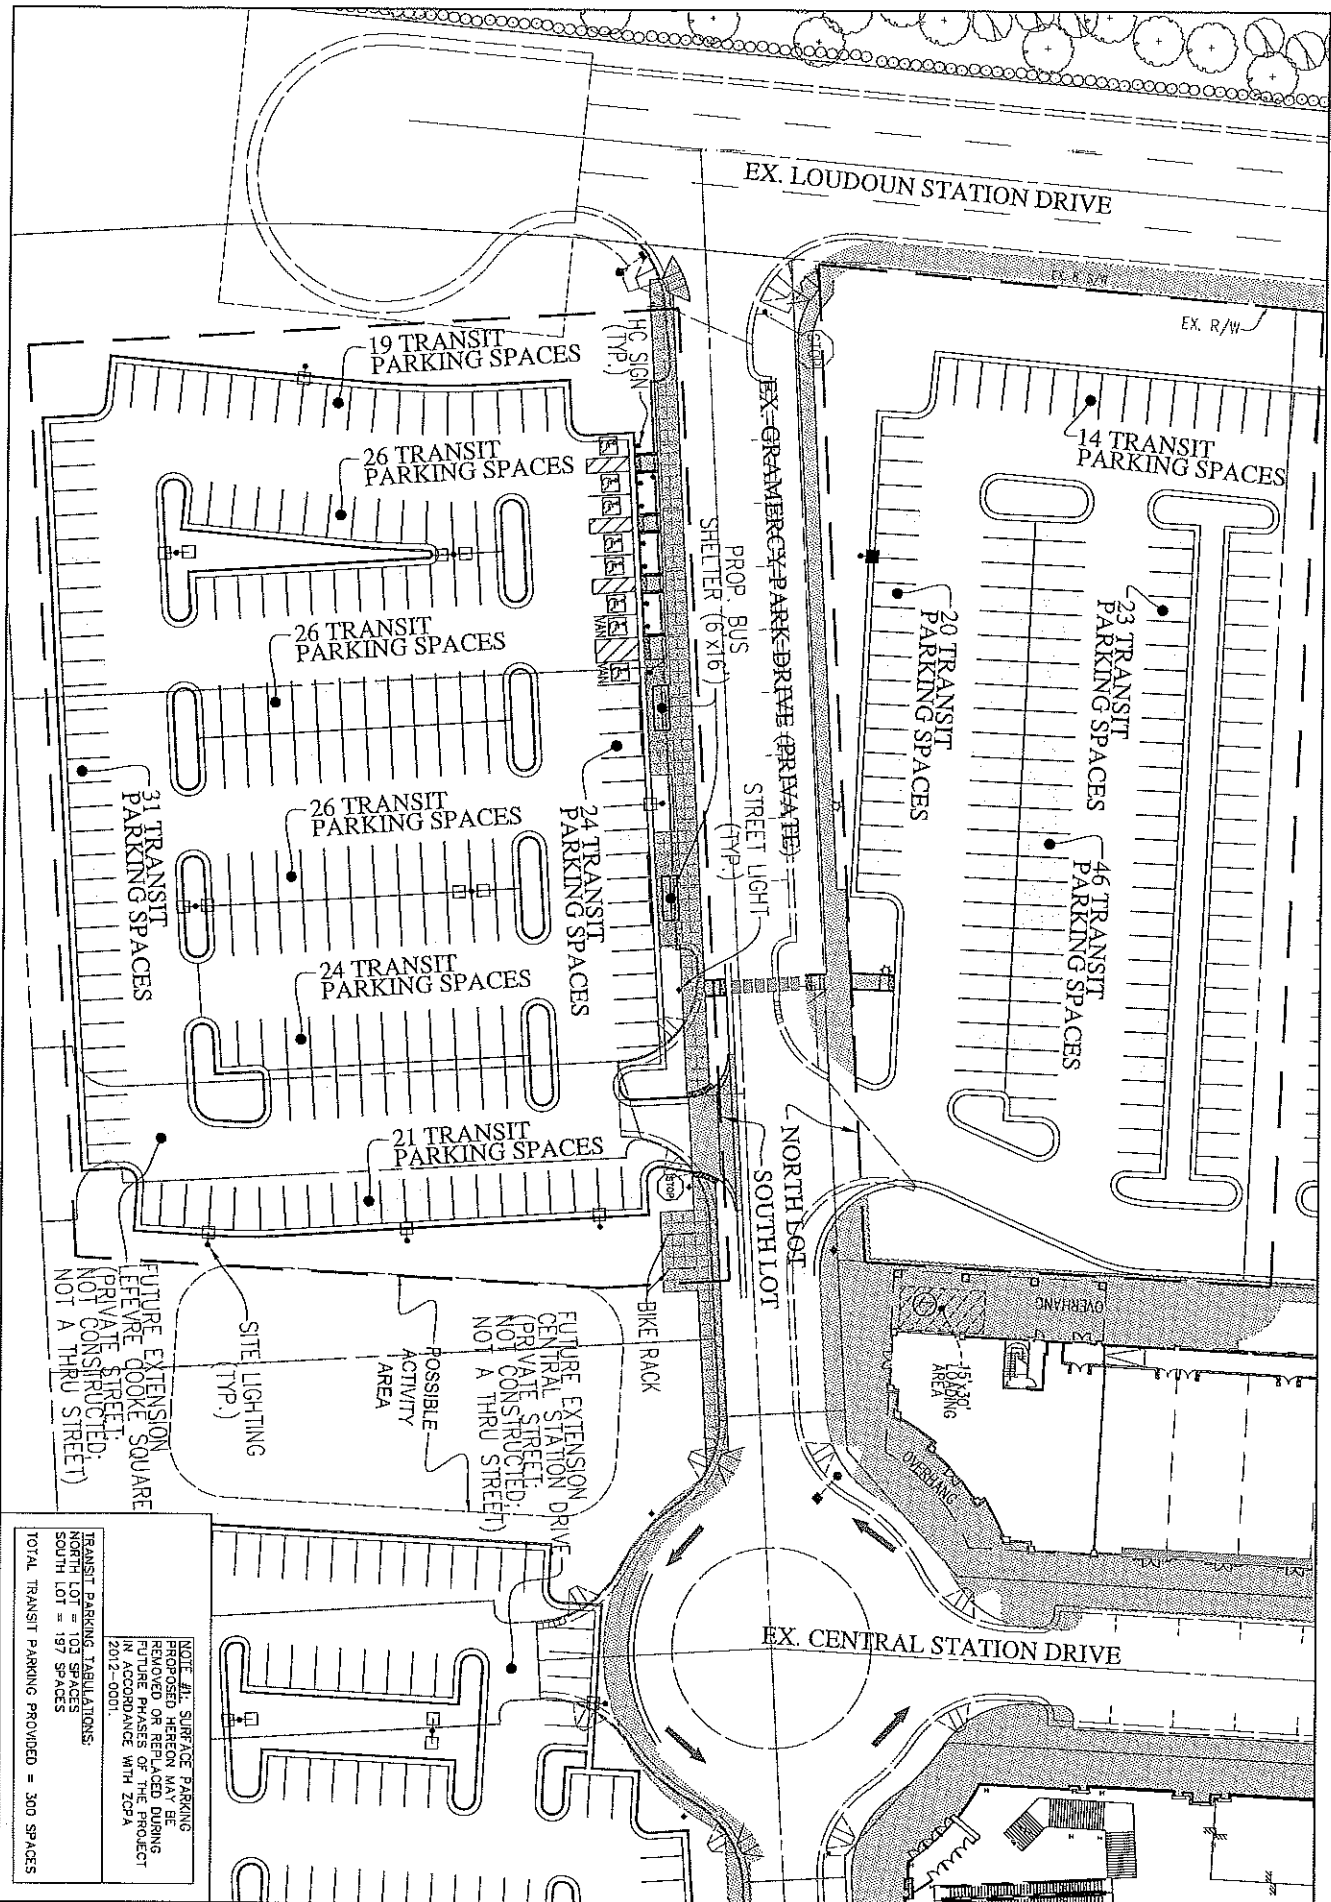 EX. LOUDOUN STATION DRIVE
EX. R/W
19 TRANSIT
PARKING SPACES
HC SIGN
(TYP.)
STOP
EX. GRAMERCY PARK DRIVE (PRIVATE)
14 TRANSIT
PARKING SPACES
26 TRANSIT
PARKING SPACES
PROP. BUS
SHELTER (6'x16')
20 TRANSIT
PARKING SPACES
23 TRANSIT
PARKING SPACES
26 TRANSIT
PARKING SPACES
VAN
VAN
46 TRANSIT
PARKING SPACES
31 TRANSIT
PARKING SPACES
26 TRANSIT
PARKING SPACES
24 TRANSIT
PARKING SPACES
STREET LIGHT
(TYP.)
24 TRANSIT
PARKING SPACES
21 TRANSIT
PARKING SPACES
STOP
NORTH LOT
SOUTH LOT
BIKE RACK
OVERHANG
15'x30'
LOADING
AREA
OVERHANG
FUTURE EXTENSION
LEFEVRE COOKE SQUARE
(PRIVATE STREET;
NOT CONSTRUCTED;
NOT A THRU STREET)
SITE LIGHTING
(TYP.)
POSSIBLE
ACTIVITY
AREA
FUTURE EXTENSION
CENTRAL STATION DRIVE
(PRIVATE STREET;
NOT CONSTRUCTED;
NOT A THRU STREET)
EX. CENTRAL STATION DRIVE
NOTE #1: SURFACE PARKING
PROPOSED HEREON MAY BE
REMOVED OR REPLACED DURING
FUTURE PHASES OF THE PROJECT
IN ACCORDANCE WITH ZCPA
2012-0001.
TRANSIT PARKING TABULATIONS:
NORTH LOT = 103 SPACES
SOUTH LOT = 197 SPACES
TOTAL TRANSIT PARKING PROVIDED = 300 SPACES